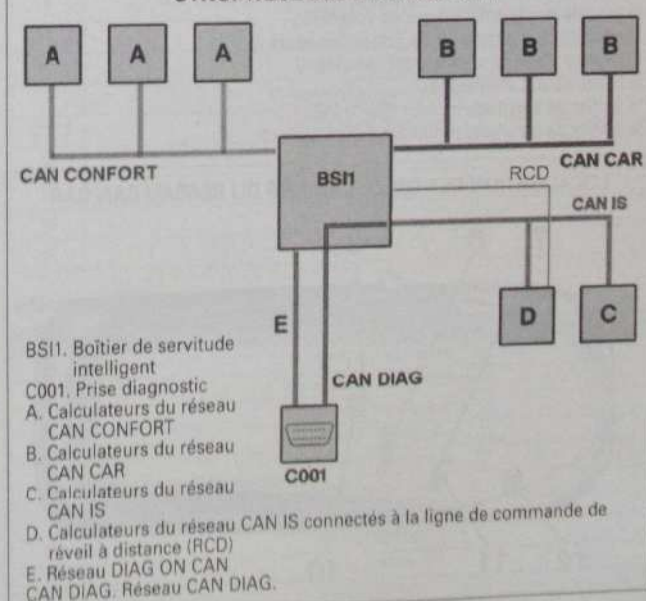 A A A B B B
CAN CONFORT
BSI1
CAN CAR
RCD
CAN IS
D C
E
CAN DIAG
C001
BSI1. Boîtier de servitude
intelligent
C001. Prise diagnostic
A. Calculateurs du réseau
CAN CONFORT
B. Calculateurs du réseau
CAN CAR
C. Calculateurs du réseau
CAN IS
D. Calculateurs du réseau CAN IS connectés à la ligne de commande de
réveil à distance (RCD)
E. Réseau DIAG ON CAN
CAN DIAG. Réseau CAN DIAG.